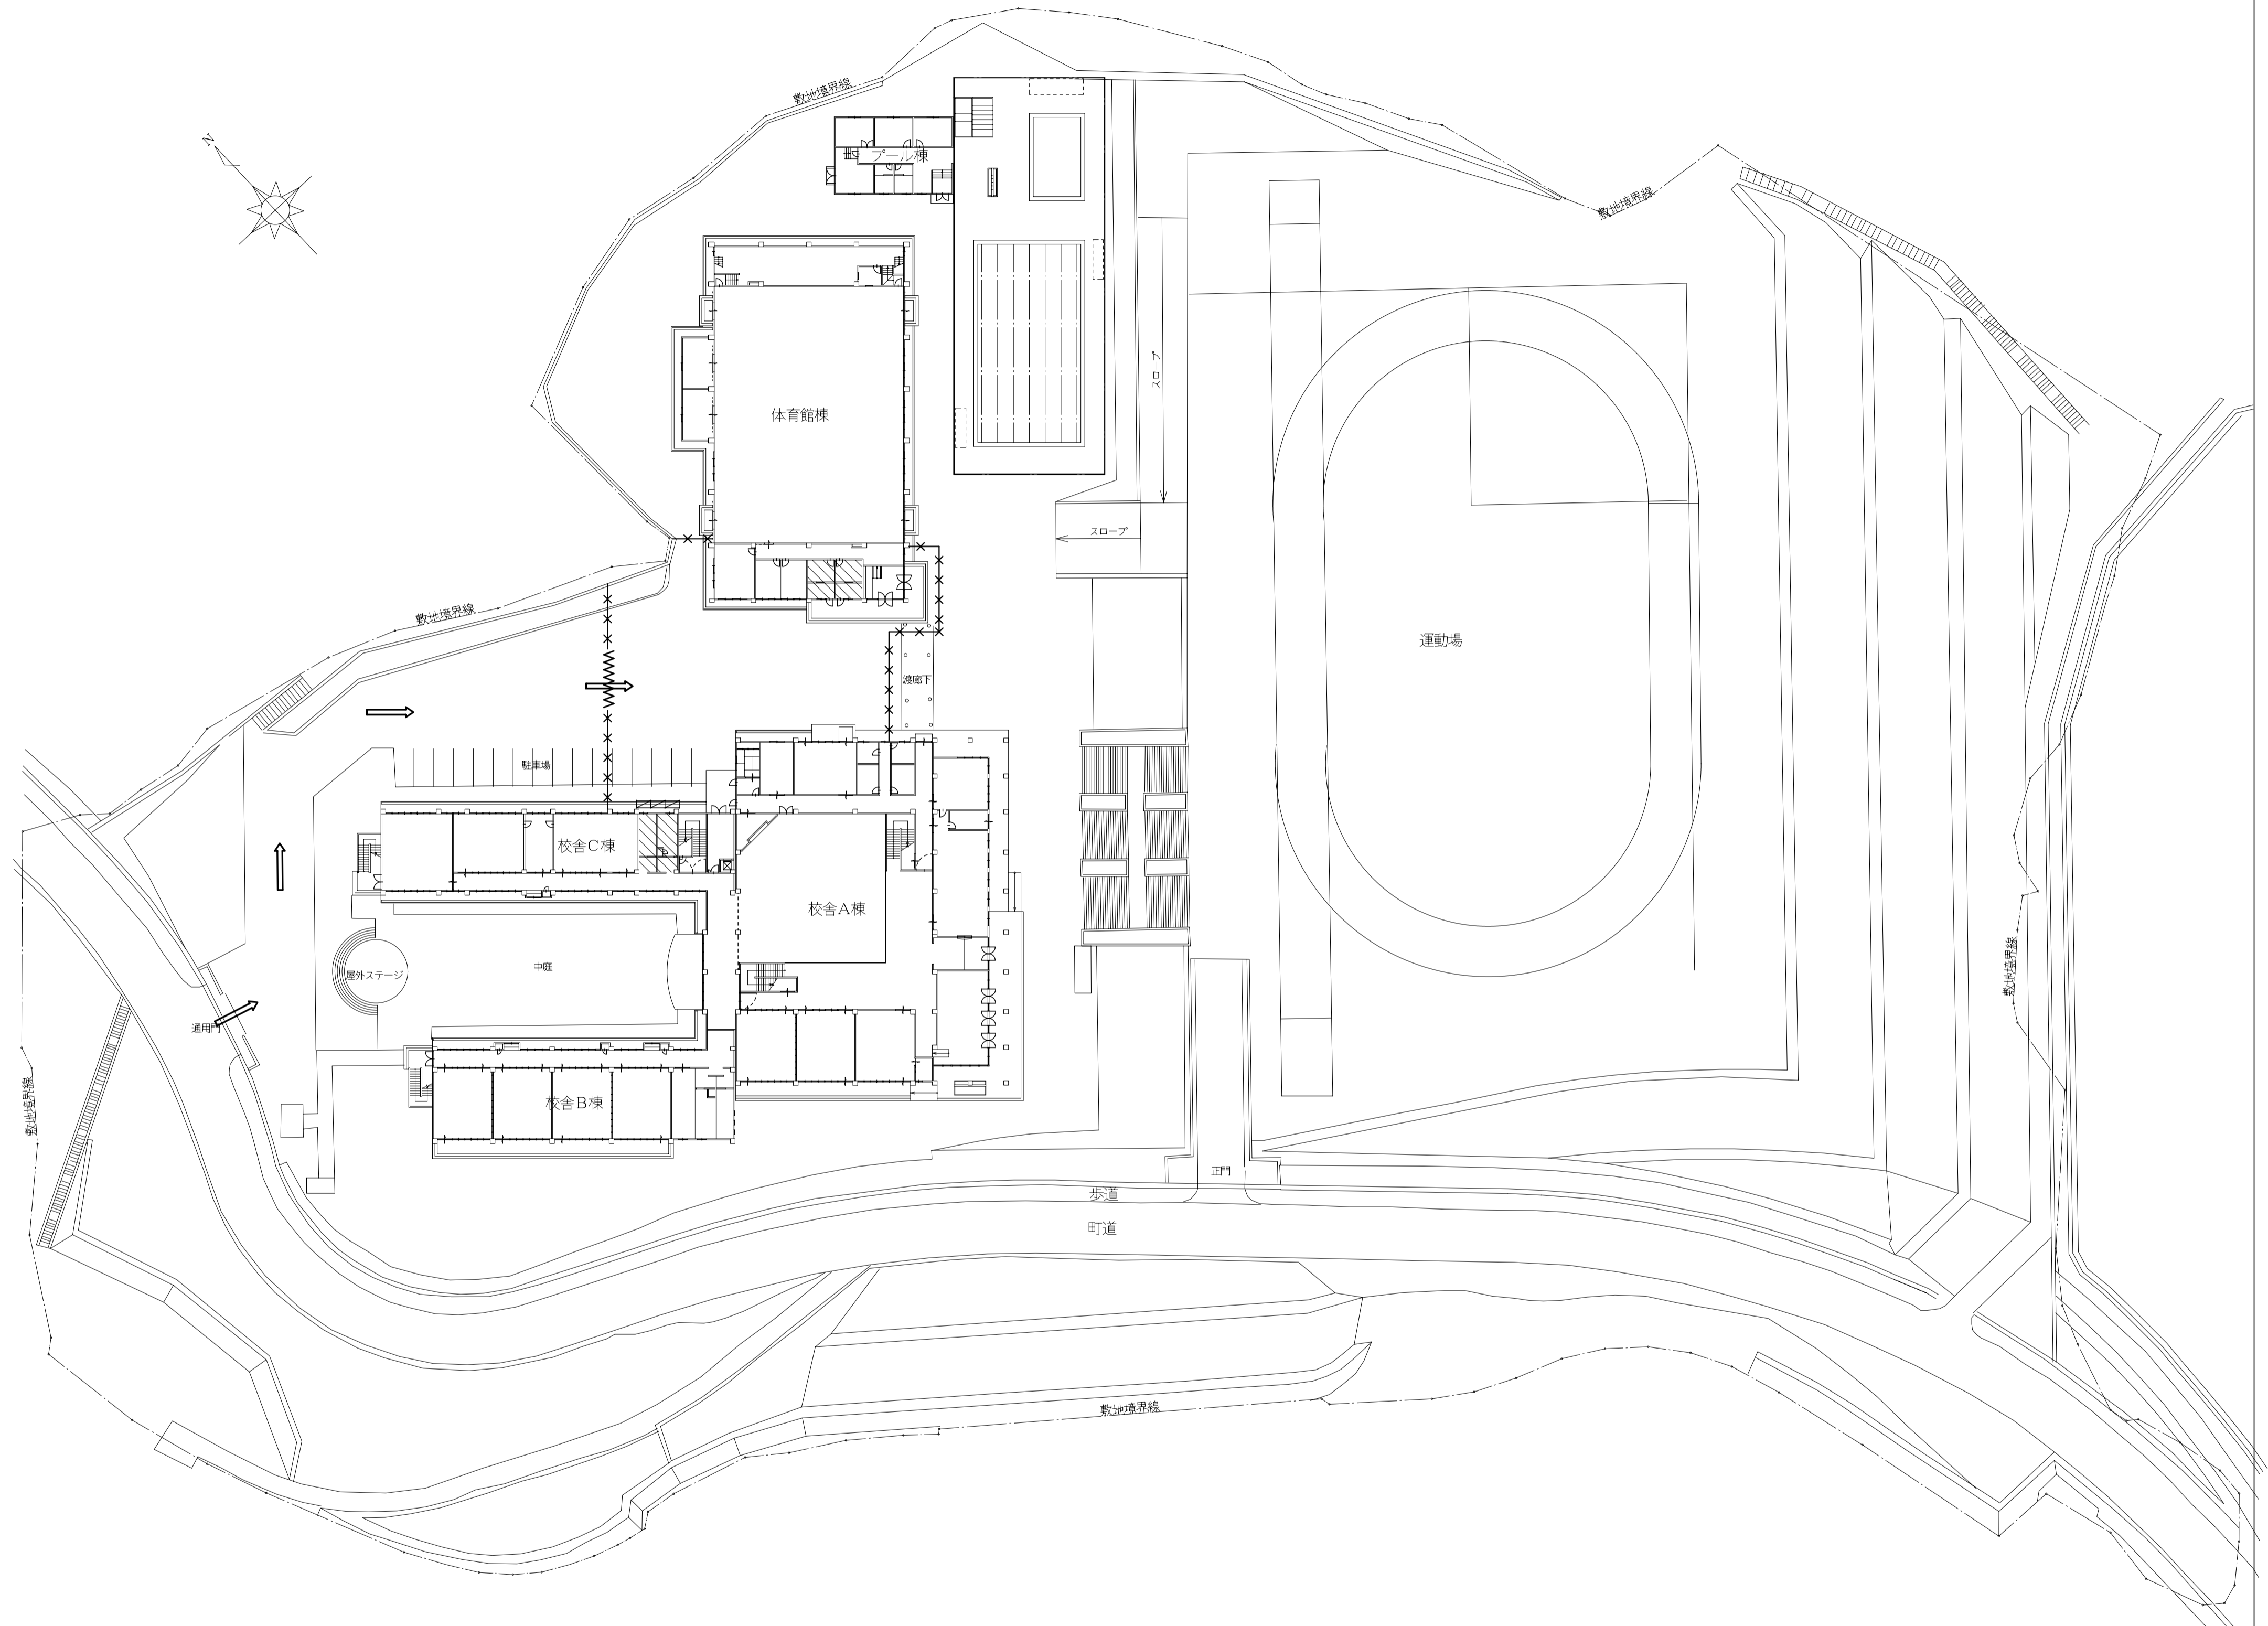 敷地境界線
N
プール棟
敷地境界線
スロープ
体育館棟
スロープ
敷地境界線
運動場
渡廊下
駐車場
校舎C棟
校舎A棟
屋外ステージ
中庭
敷地境界線
通用門
敷地境界線
校舎B棟
正門
歩道
町道
敷地境界線